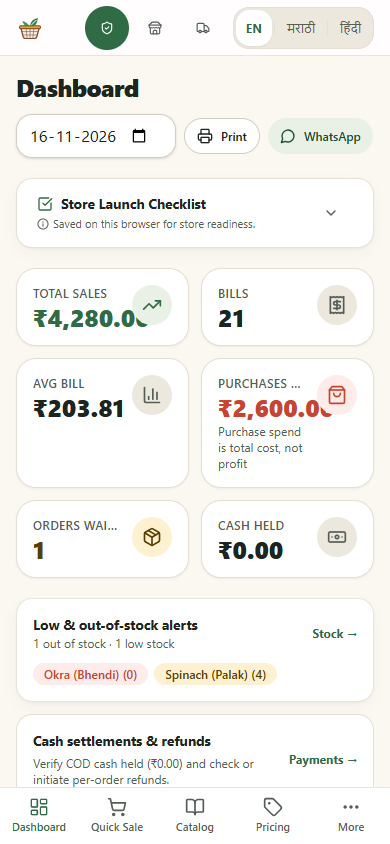 EN मराठी हिंदी
Dashboard
16-11-2026 Print WhatsApp
Store Launch Checklist
Saved on this browser for store readiness.
TOTAL SALES
₹4,280.00
BILLS
21
AVG BILL
₹203.81
PURCHASES ...
₹2,600.00
Purchase spend
is total cost, not
profit
ORDERS WAI...
1
CASH HELD
₹0.00
Low & out-of-stock alerts
1 out of stock · 1 low stock
Stock →
Okra (Bhendi) (0) Spinach (Palak) (4)
Cash settlements & refunds
Verify COD cash held (₹0.00) and check or
initiate per-order refunds.
Payments →
Dashboard Quick Sale Catalog Pricing More